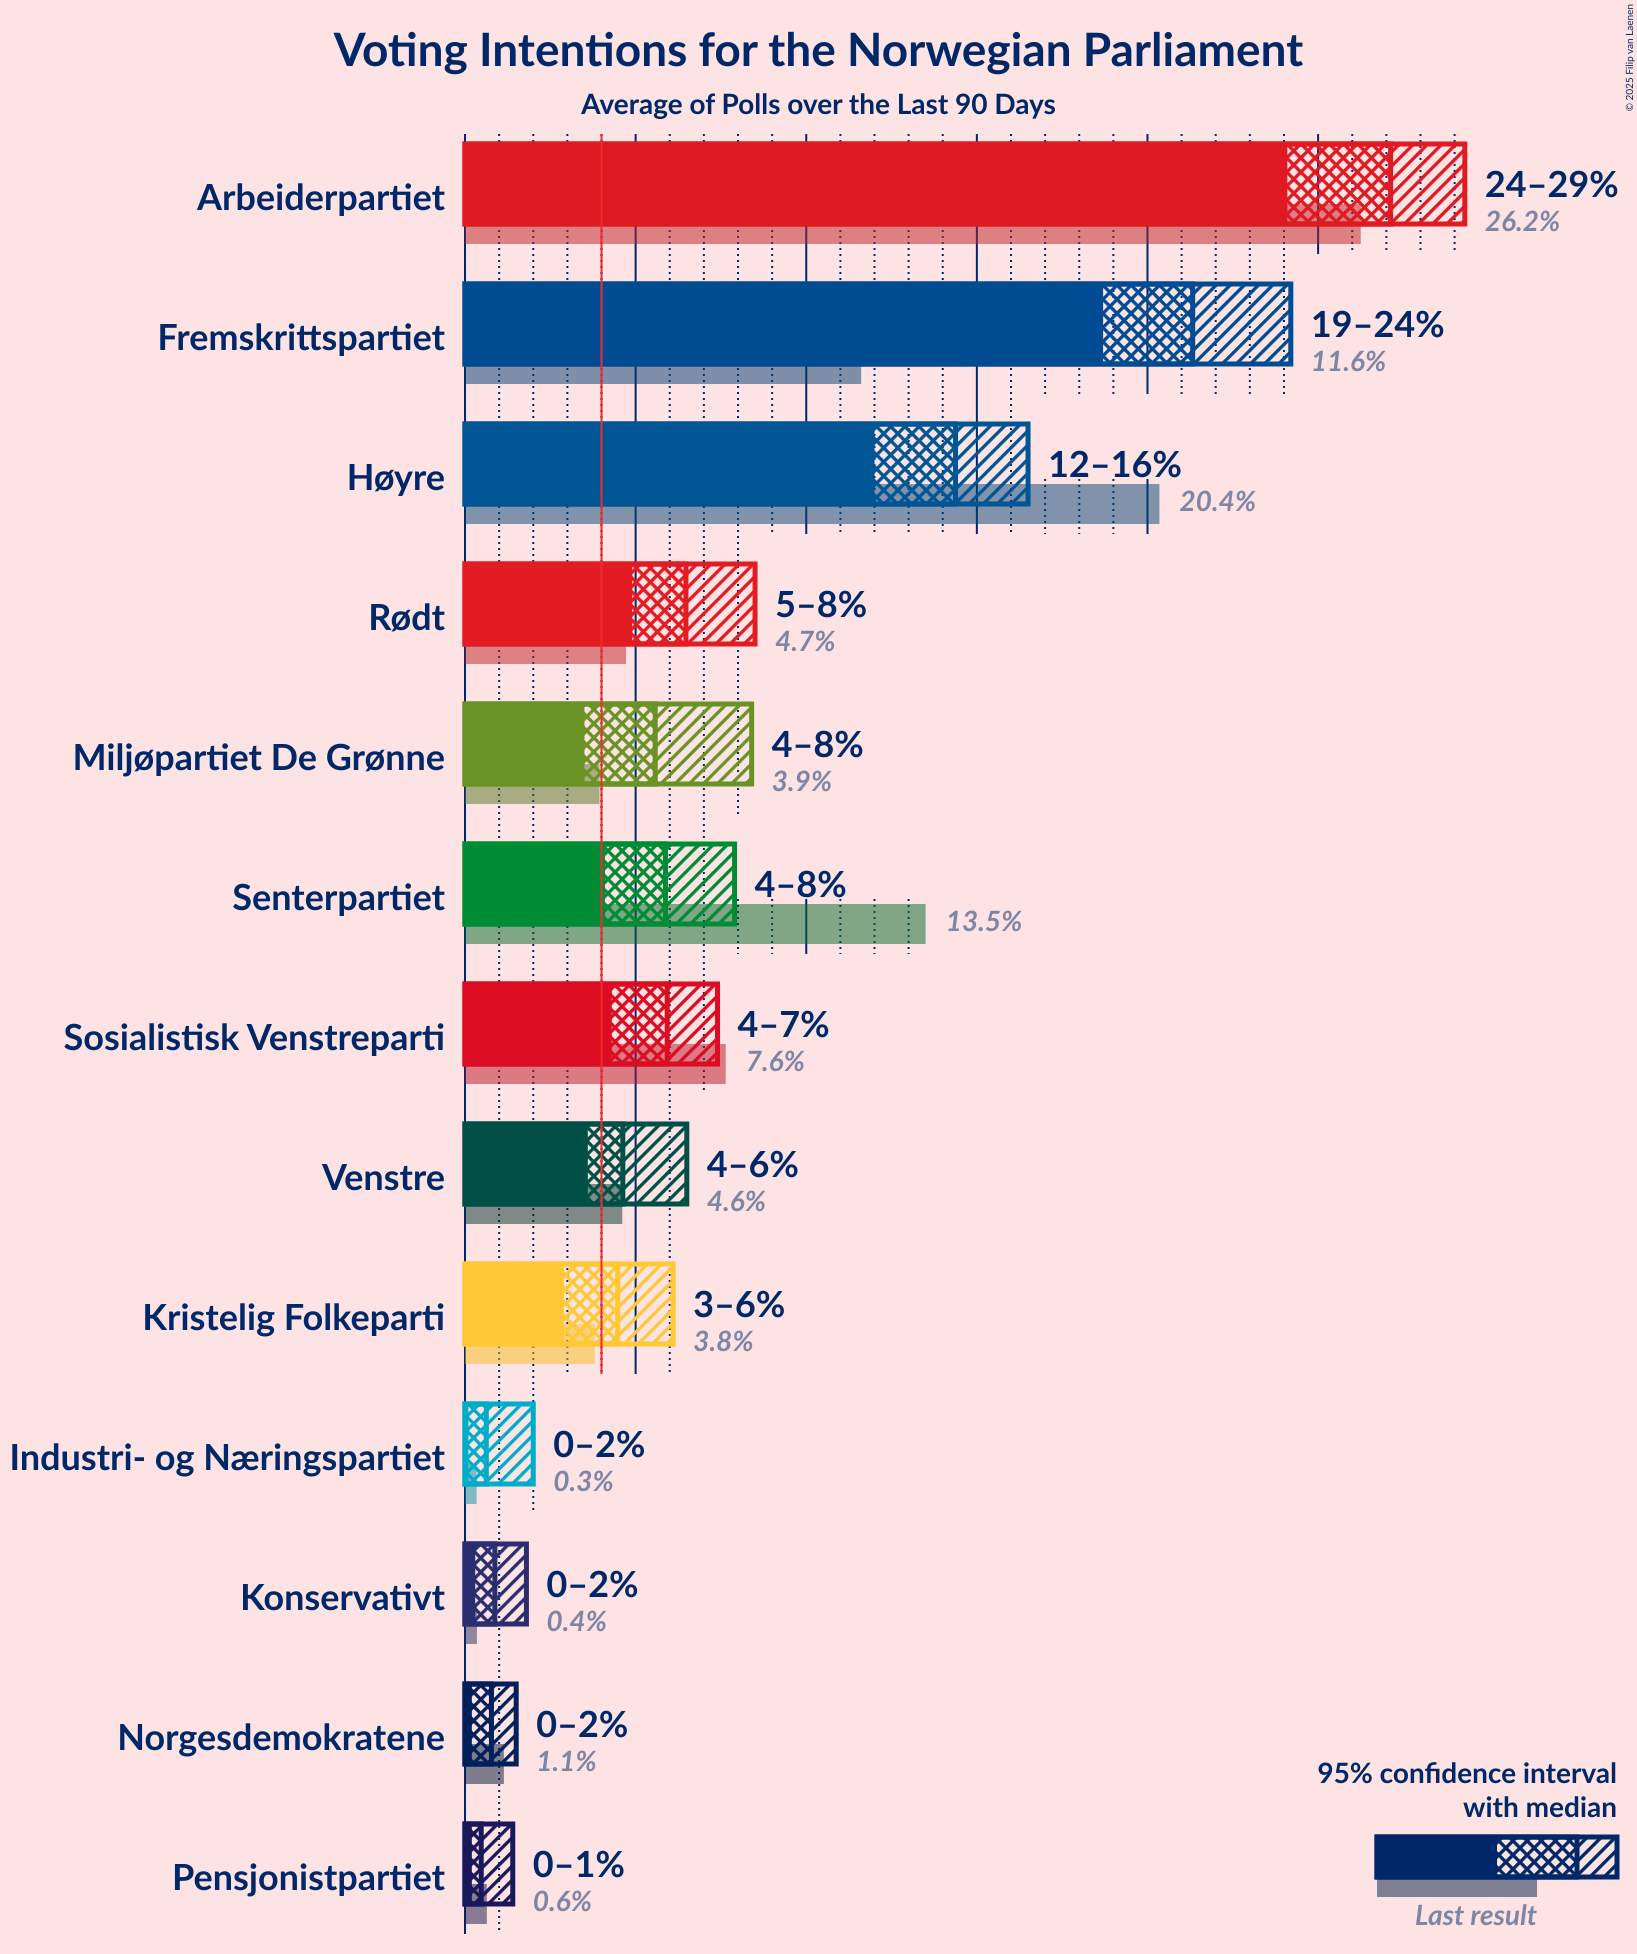 © 2025 Filip van Laenen
Voting Intentions for the Norwegian Parliament
Average of Polls over the Last 90 Days
Arbeiderpartiet
24–29%
26.2%
Fremskrittspartiet
19–24%
11.6%
Høyre
12–16%
20.4%
Rødt
5–8%
4.7%
Miljøpartiet De Grønne
4–8%
3.9%
Senterpartiet
4–8%
13.5%
Sosialistisk Venstreparti
4–7%
7.6%
Venstre
4–6%
4.6%
Kristelig Folkeparti
3–6%
3.8%
Industri- og Næringspartiet
0–2%
0.3%
Konservativt
0–2%
0.4%
Norgesdemokratene
0–2%
1.1%
Pensjonistpartiet
0–1%
0.6%
95% confidence interval
with median
Last result